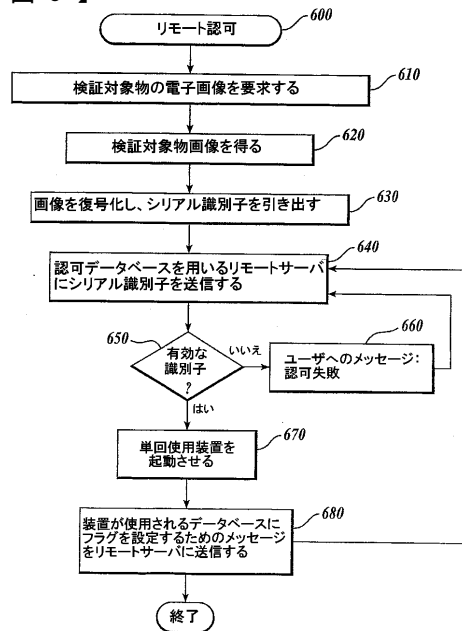 リモート認可
600
検証対象物の電子画像を要求する
610
検証対象物画像を得る
620
画像を復号化し、シリアル識別子を引き出す
630
認可データベースを用いるリモートサーバ
にシリアル識別子を送信する
640
650
有効な
識別子
?
いいえ
はい
660
ユーザへのメッセージ:
認可失敗
単回使用装置を
起動させる
670
装置が使用されるデータベースに
フラグを設定するためのメッセージ
をリモートサーバに送信する
680
終了